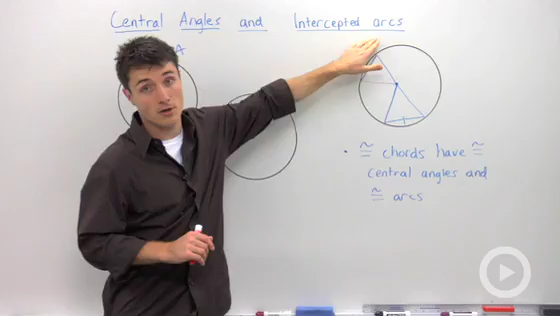 Central Angles and Intercepted arcs
A
• ≅ chords have ≅
central angles and
≅ arcs